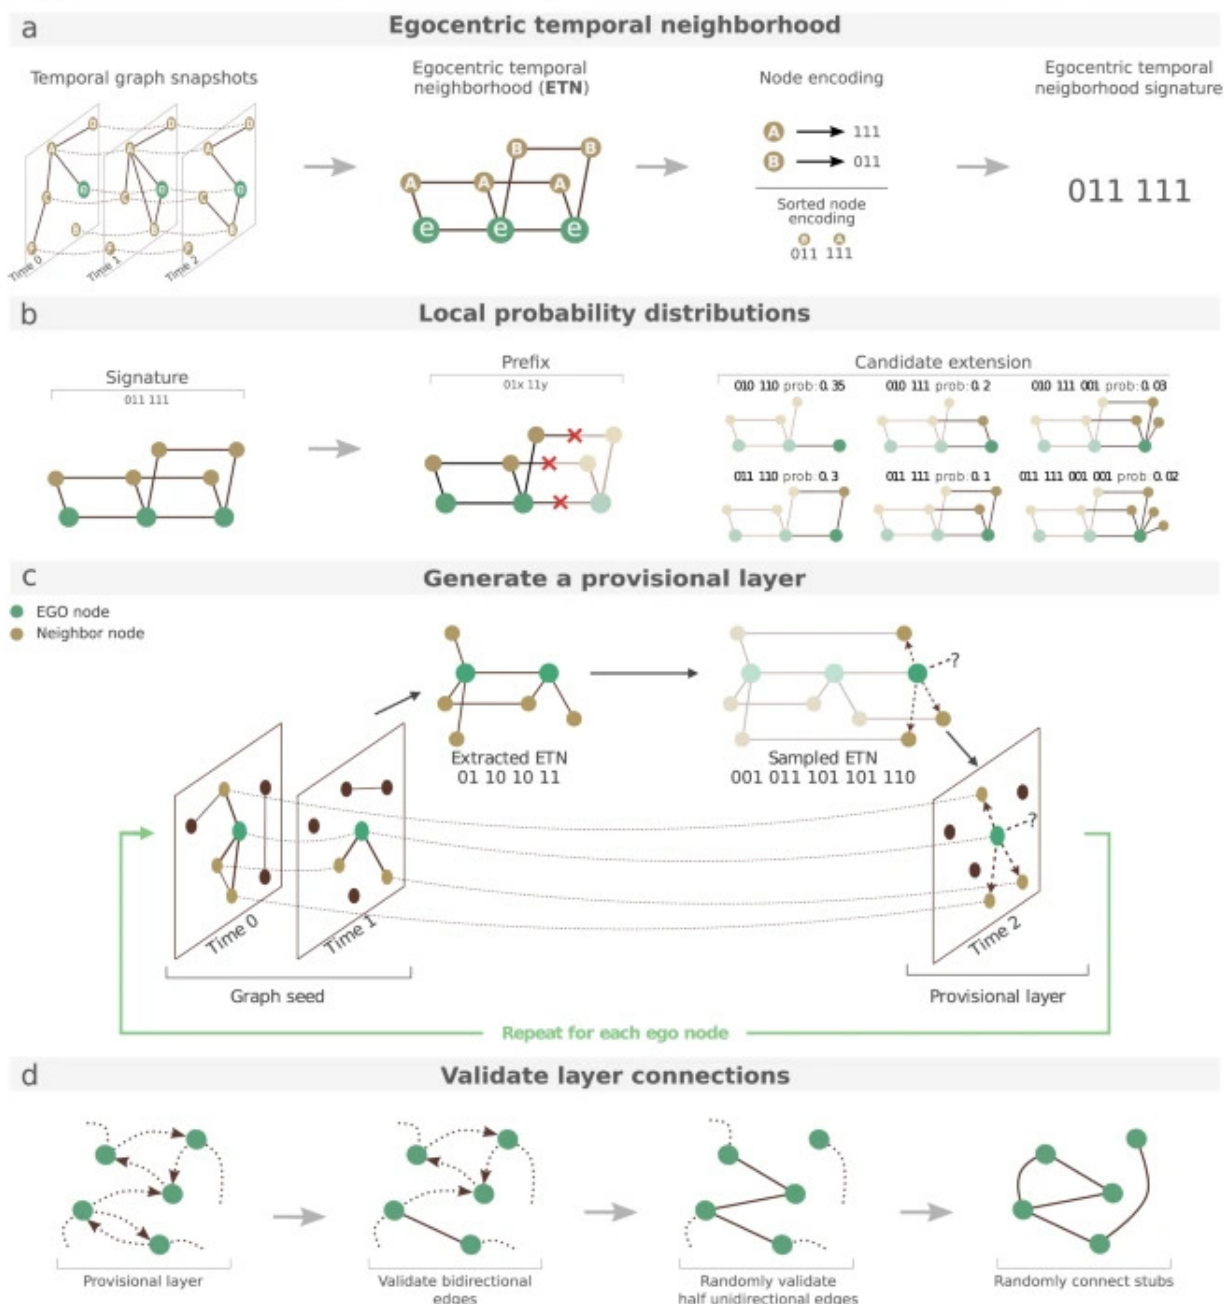 a
Egocentric temporal neighborhood
Temporal graph snapshots
Time 0
Time 1
Time 2
Egocentric temporal
neighborhood (ETN)
B B
A A A
e e e
Node encoding
A 111
B 011
Sorted node
encoding
B A
011 111
Egocentric temporal
neigborhood signature
011 111
b
Local probability distributions
Signature
011 111
Prefix
01x 11y
Candidate extension
010 110 prob:0.35
010 111 prob:0.2
010 111 001 prob:0.03
011 110 prob:0.3
011 111 prob:0.1
011 111 001 001 prob:0.02
c
Generate a provisional layer
EGO node
Neighbor node
Extracted ETN
01 10 10 11
?
Sampled ETN
001 011 101 101 110
Time 0
Time 1
?
Time 2
Graph seed
Provisional layer
Repeat for each ego node
d
Validate layer connections
Provisional layer
Validate bidirectional
edges
Randomly validate
half unidirectional edges
Randomly connect stubs